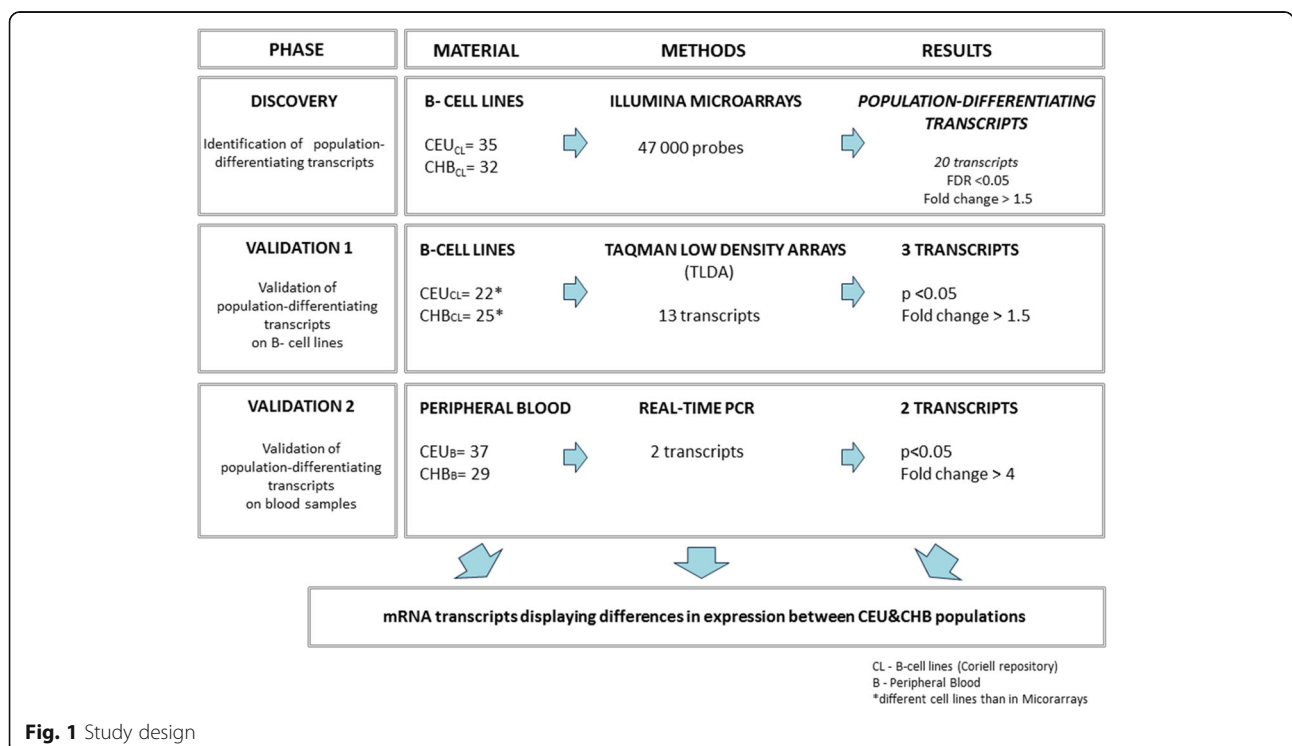 PHASE
MATERIAL METHODS RESULTS
DISCOVERY
Identification of population-
differentiating transcripts
B- CELL LINES
CEUCL= 35
CHBCL= 32
ILLUMINA MICROARRAYS
47 000 probes
POPULATION-DIFFERENTIATING
TRANSCRIPTS
20 transcripts
FDR <0.05
Fold change > 1.5
VALIDATION 1
Validation of
population-differentiating
transcripts
on B- cell lines
B-CELL LINES
CEUCL= 22*
CHBCL= 25*
TAQMAN LOW DENSITY ARRAYS
(TLDA)
13 transcripts
3 TRANSCRIPTS
p <0.05
Fold change > 1.5
VALIDATION 2
Validation of
population-differentiating
transcripts
on blood samples
PERIPHERAL BLOOD
CEUB= 37
CHBB= 29
REAL-TIME PCR
2 transcripts
2 TRANSCRIPTS
p<0.05
Fold change > 4
mRNA transcripts displaying differences in expression between CEU&CHB populations
CL - B-cell lines (Coriell repository)
B - Peripheral Blood
*different cell lines than in Micorarrays
Fig. 1 Study design